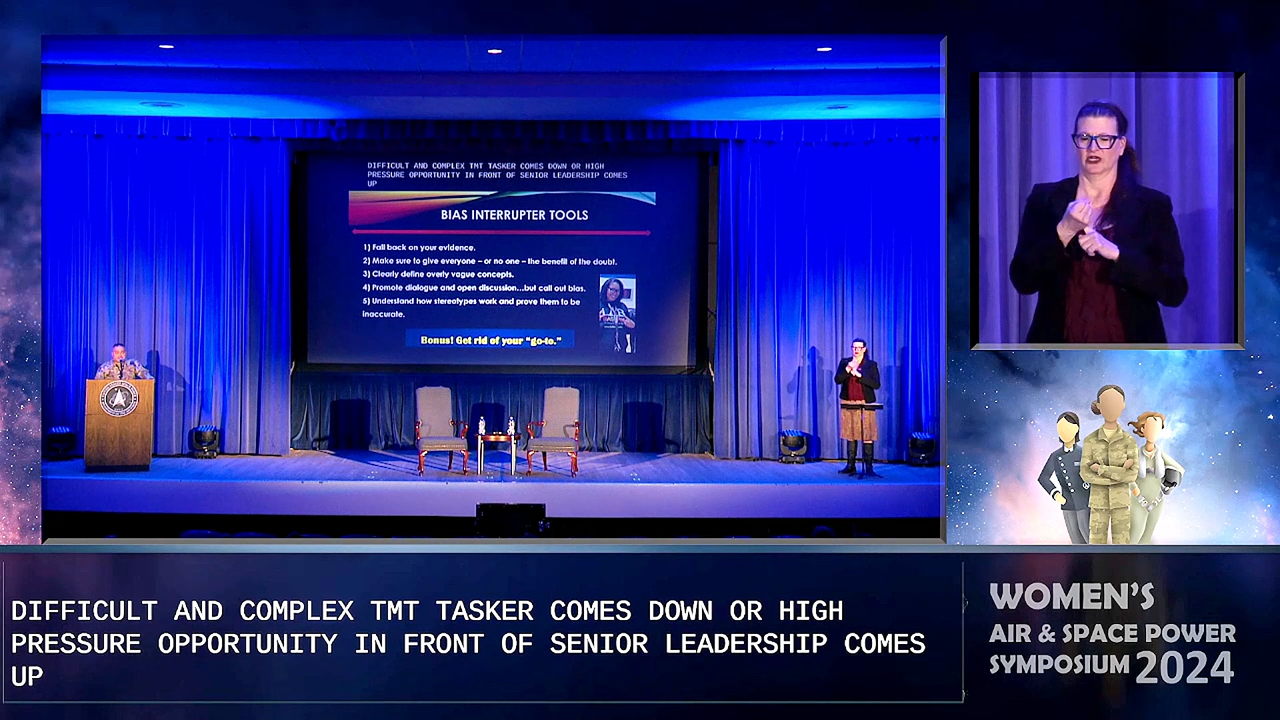 DIFFICULT AND COMPLEX TMT TASKER COMES DOWN OR HIGH
PRESSURE OPPORTUNITY IN FRONT OF SENIOR LEADERSHIP COMES
UP
BIAS INTERRUPTER TOOLS
1) Fall back on your evidence.
2) Make sure to give everyone – or no one – the benefit of the doubt.
3) Clearly define overly vague concepts.
4) Promote dialogue and open discussion...but call out bias.
5) Understand how stereotypes work and prove them to be
inaccurate.
Bonus! Get rid of your "go-to."
DIFFICULT AND COMPLEX TMT TASKER COMES DOWN OR HIGH
PRESSURE OPPORTUNITY IN FRONT OF SENIOR LEADERSHIP COMES
UP
WOMEN'S
AIR & SPACE POWER
SYMPOSIUM 2024